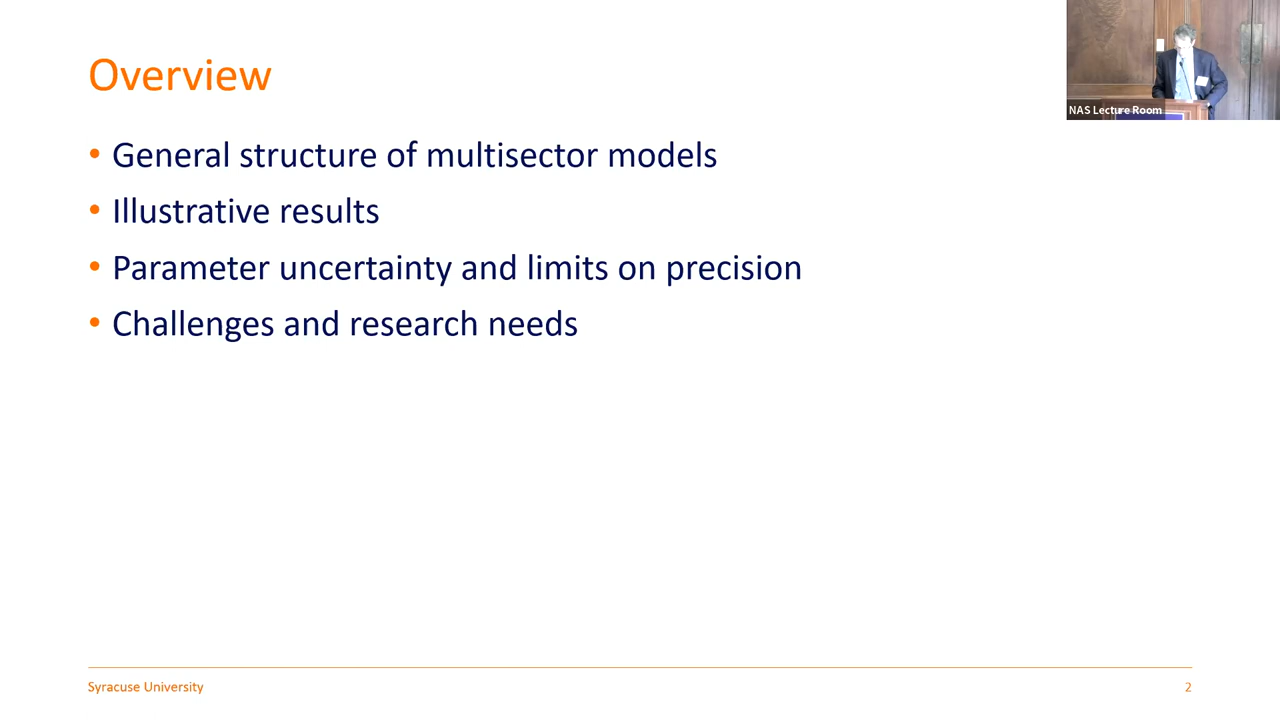 Overview
NAS Lecture Room
• General structure of multisector models
• Illustrative results
• Parameter uncertainty and limits on precision
• Challenges and research needs
Syracuse University
2